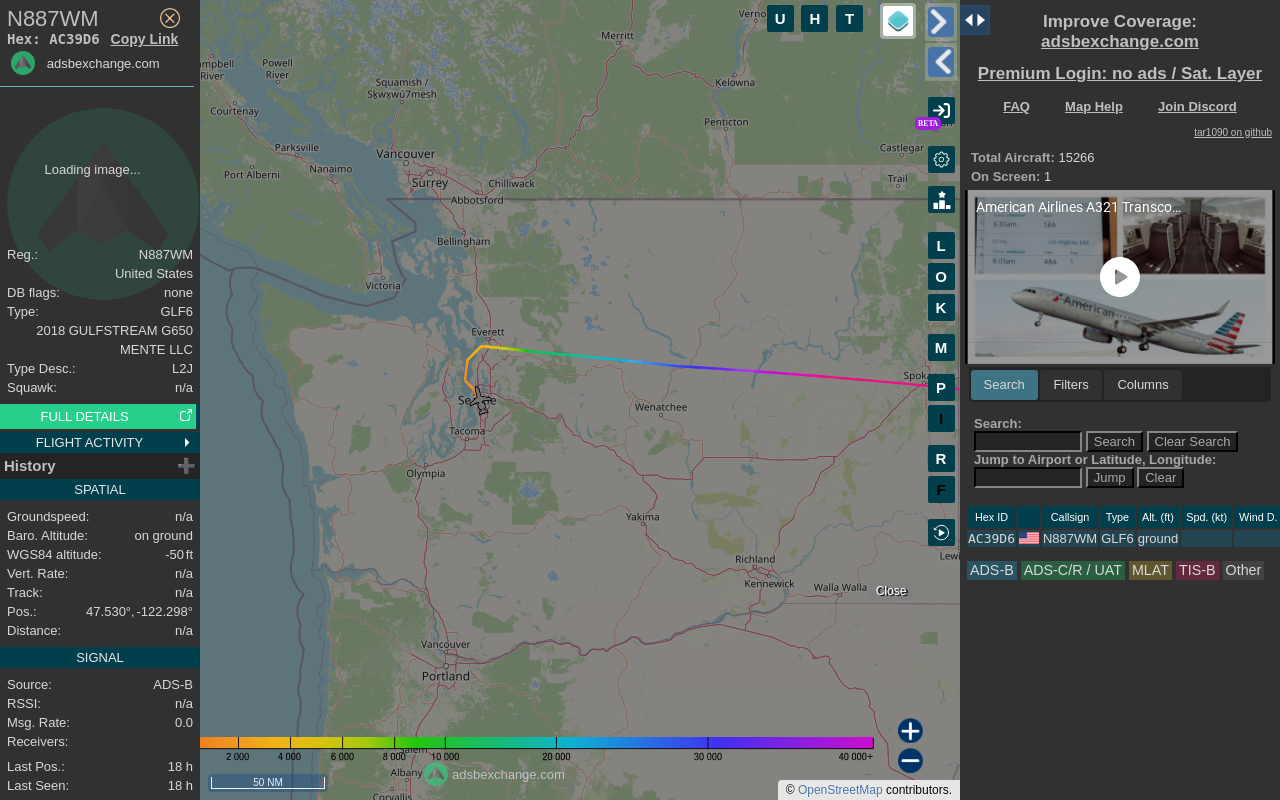 N887WM
Hex: AC39D6 Copy Link
adsbexchange.com
Loading image...
Reg.: N887WM
United States
DB flags: none
Type: GLF6
2018 GULFSTREAM G650
MENTE LLC
Type Desc.: L2J
Squawk: n/a
FULL DETAILS
FLIGHT ACTIVITY
History
SPATIAL
Groundspeed: n/a
Baro. Altitude: on ground
WGS84 altitude: -50 ft
Vert. Rate: n/a
Track: n/a
Pos.: 47.530°, -122.298°
Distance: n/a
SIGNAL
Source: ADS-B
RSSI: n/a
Msg. Rate: 0.0
Receivers:
Last Pos.: 18 h
Last Seen: 18 h
U H T
BETA
L
O
K
M
P
I
R
F
Merritt
Powell
River
River
Squamish /
Sḵwx̱wú7mesh
Kelowna
Courtenay
Penticton
Parksville
Vancouver
Castlegar
Port Alberni
Nanaimo
Surrey
Chilliwack
Trail
Abbotsford
Bellingham
Victoria
Everett
Wenatchee
Tacoma
Olympia
Yakima
Richland
Kennewick
Walla Walla
Close
Vancouver
Portland
Albany
Corvallis
2 000 4 000 6 000 8 000 10 000 20 000 30 000 40 000+
adsbexchange.com
50 NM
© OpenStreetMap contributors.
Improve Coverage:
adsbexchange.com
Premium Login: no ads / Sat. Layer
FAQ Map Help Join Discord
tar1090 on github
Total Aircraft: 15266
On Screen: 1
American Airlines A321 Transco...
6:30am 58A
8:01am 48A
American
Search Filters Columns
Search:
Search Clear Search
Jump to Airport or Latitude, Longitude:
Jump Clear
Hex ID Callsign Type Alt. (ft) Spd. (kt) Wind D.
AC39D6 N887WM GLF6 ground
ADS-B ADS-C/R / UAT MLAT TIS-B Other